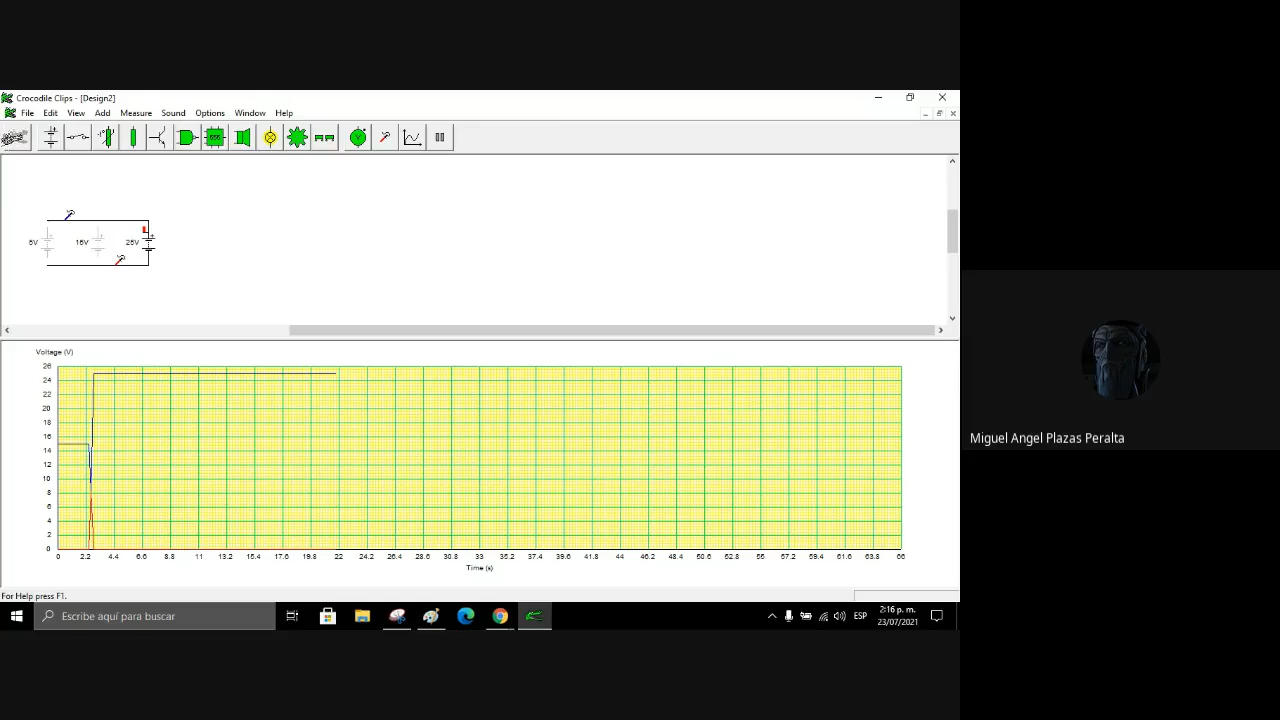 Crocodile Clips - [Design2]
File Edit View Add Measure Sound Options Window Help
5V 15V 25V
Voltage (V)
26
24
22
20
18
16
14
12
10
8
6
4
2
0
0 2.2 4.4 6.6 8.8 11 13.2 15.4 17.6 19.8 22 24.2 26.4 28.6 30.8 33 35.2 37.4 39.6 41.8 44 46.2 48.4 50.6 52.8 55 57.2 59.4 61.6 63.8 66
Time (s)
For Help press F1.
Escribe aquí para buscar
ESP
2:16 p. m.
23/07/2021
Miguel Angel Plazas Peralta